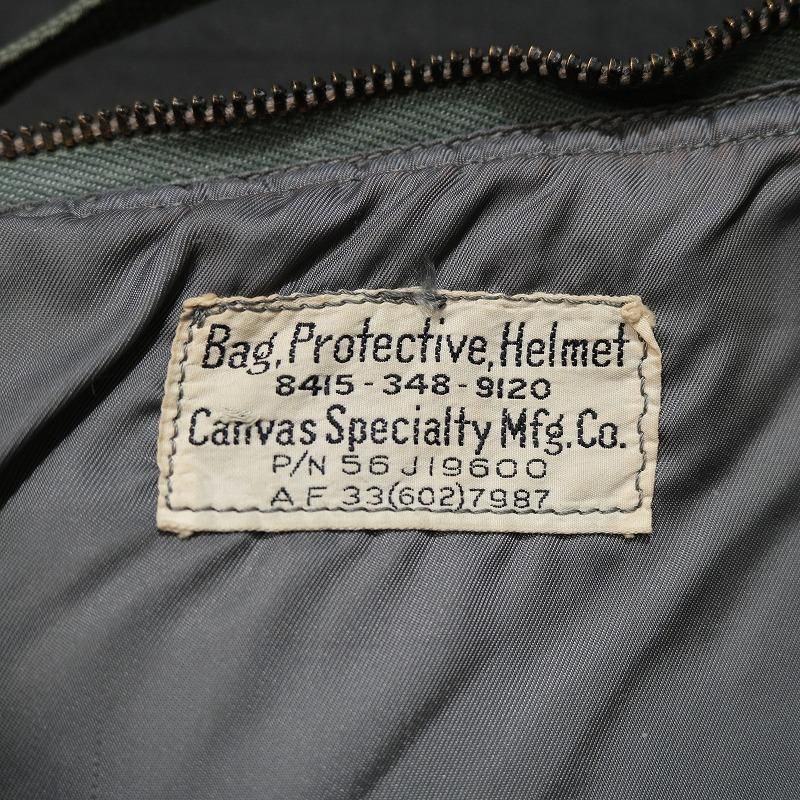 Bag, Protective, Helmet
8415-348-9120
Canvas Specialty Mfg. Co.
P/N 56J19600
AF 33(602)7987